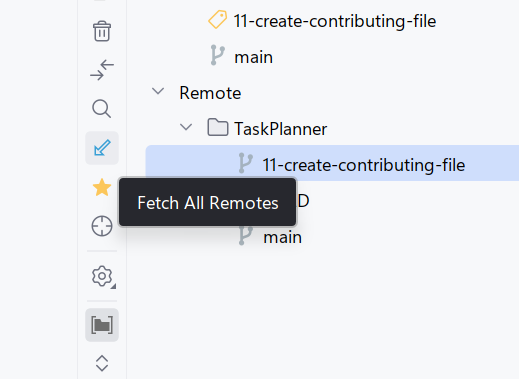 11-create-contributing-file
main
Remote
TaskPlanner
11-create-contributing-file
Fetch All Remotes
D
main